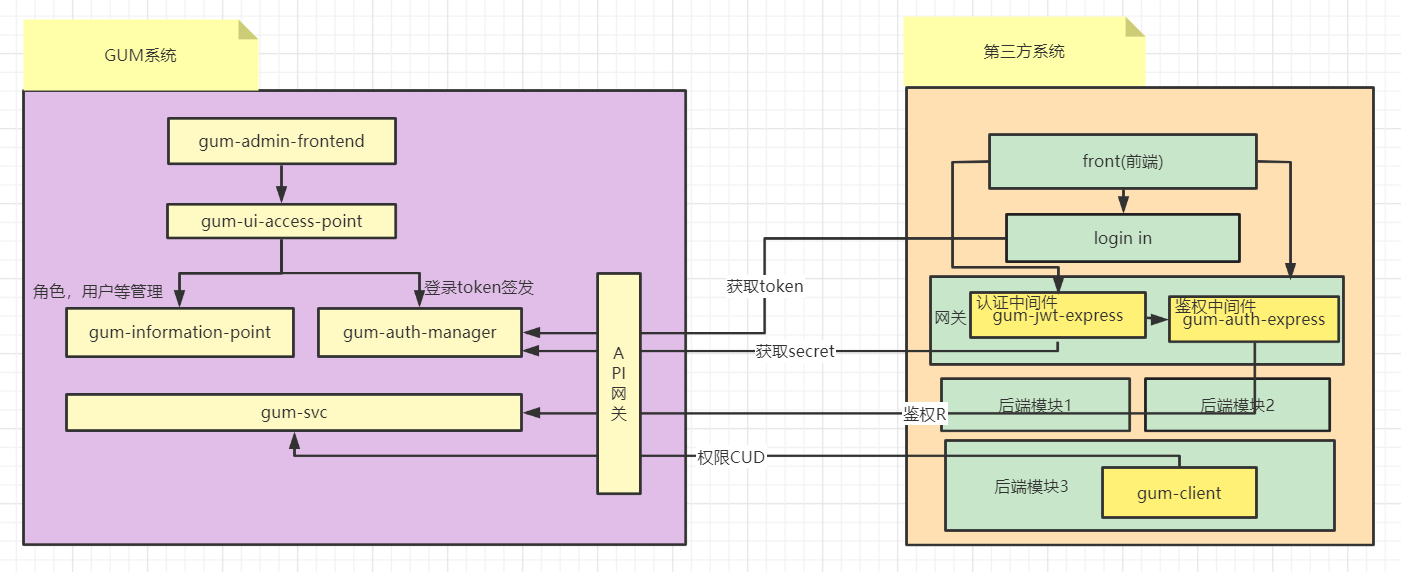 GUM系统
第三方系统
gum-admin-frontend
front(前端)
gum-ui-access-point
login in
角色，用户等管理
登录token签发
获取token
网关
认证中间件
gum-jwt-express
鉴权中间件
gum-auth-express
gum-information-point
gum-auth-manager
A
PI
网
关
获取secret
gum-svc
鉴权R
后端模块1
后端模块2
权限CUD
后端模块3
gum-client